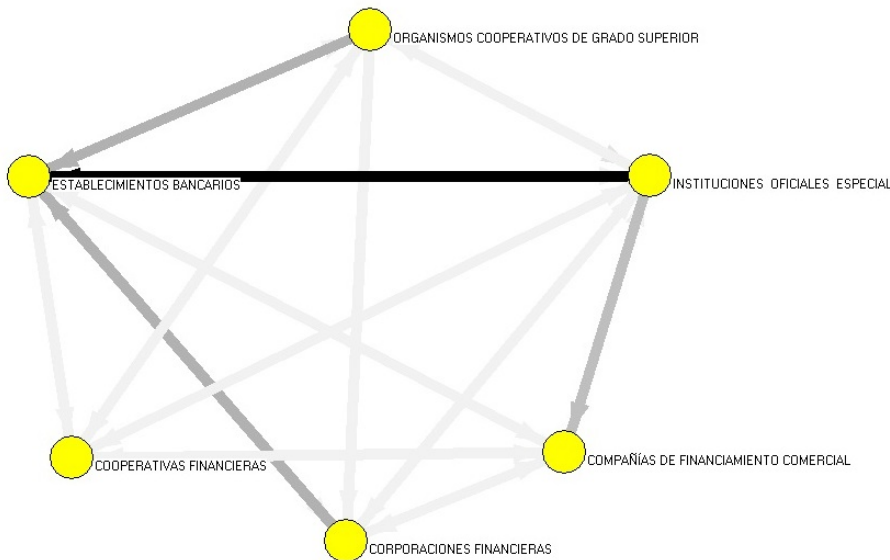 ORGANISMOS COOPERATIVOS DE GRADO SUPERIOR
ESTABLECIMIENTOS BANCARIOS
INSTITUCIONES OFICIALES ESPECIAL
COOPERATIVAS FINANCIERAS
COMPAÑÍAS DE FINANCIAMIENTO COMERCIAL
CORPORACIONES FINANCIERAS